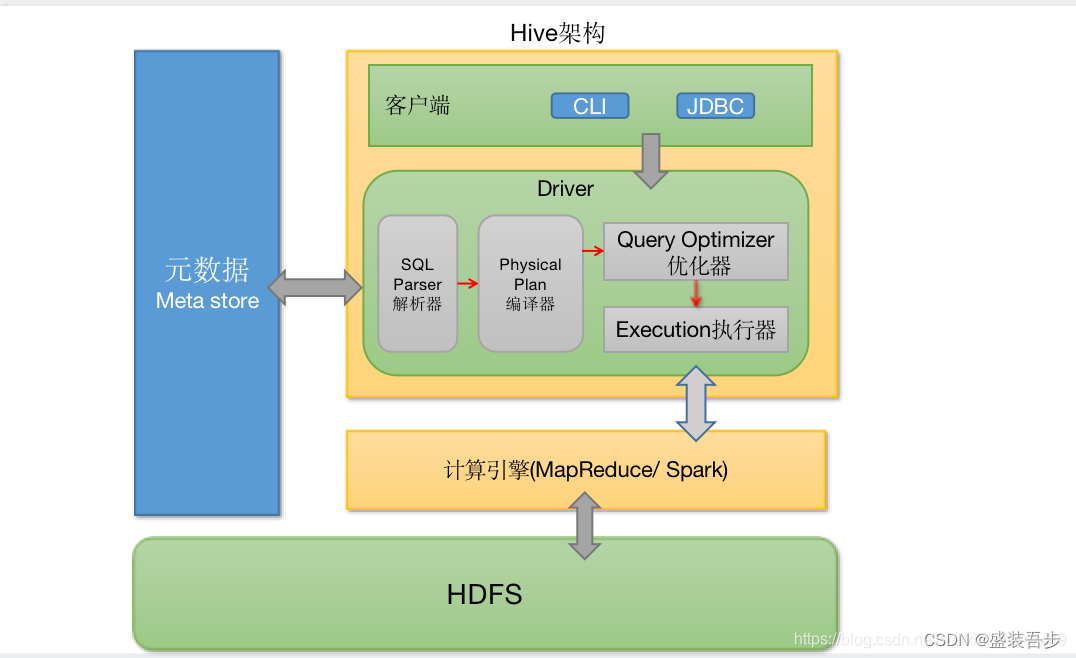 Hive架构
客户端
CLI
JDBC
Driver
元数据
Meta store
SQL
Parser
解析器
Physical
Plan
编译器
Query Optimizer
优化器
Execution执行器
计算引擎(MapReduce/ Spark)
HDFS
https://blog.csdn.n
CSDN @盛装吾步